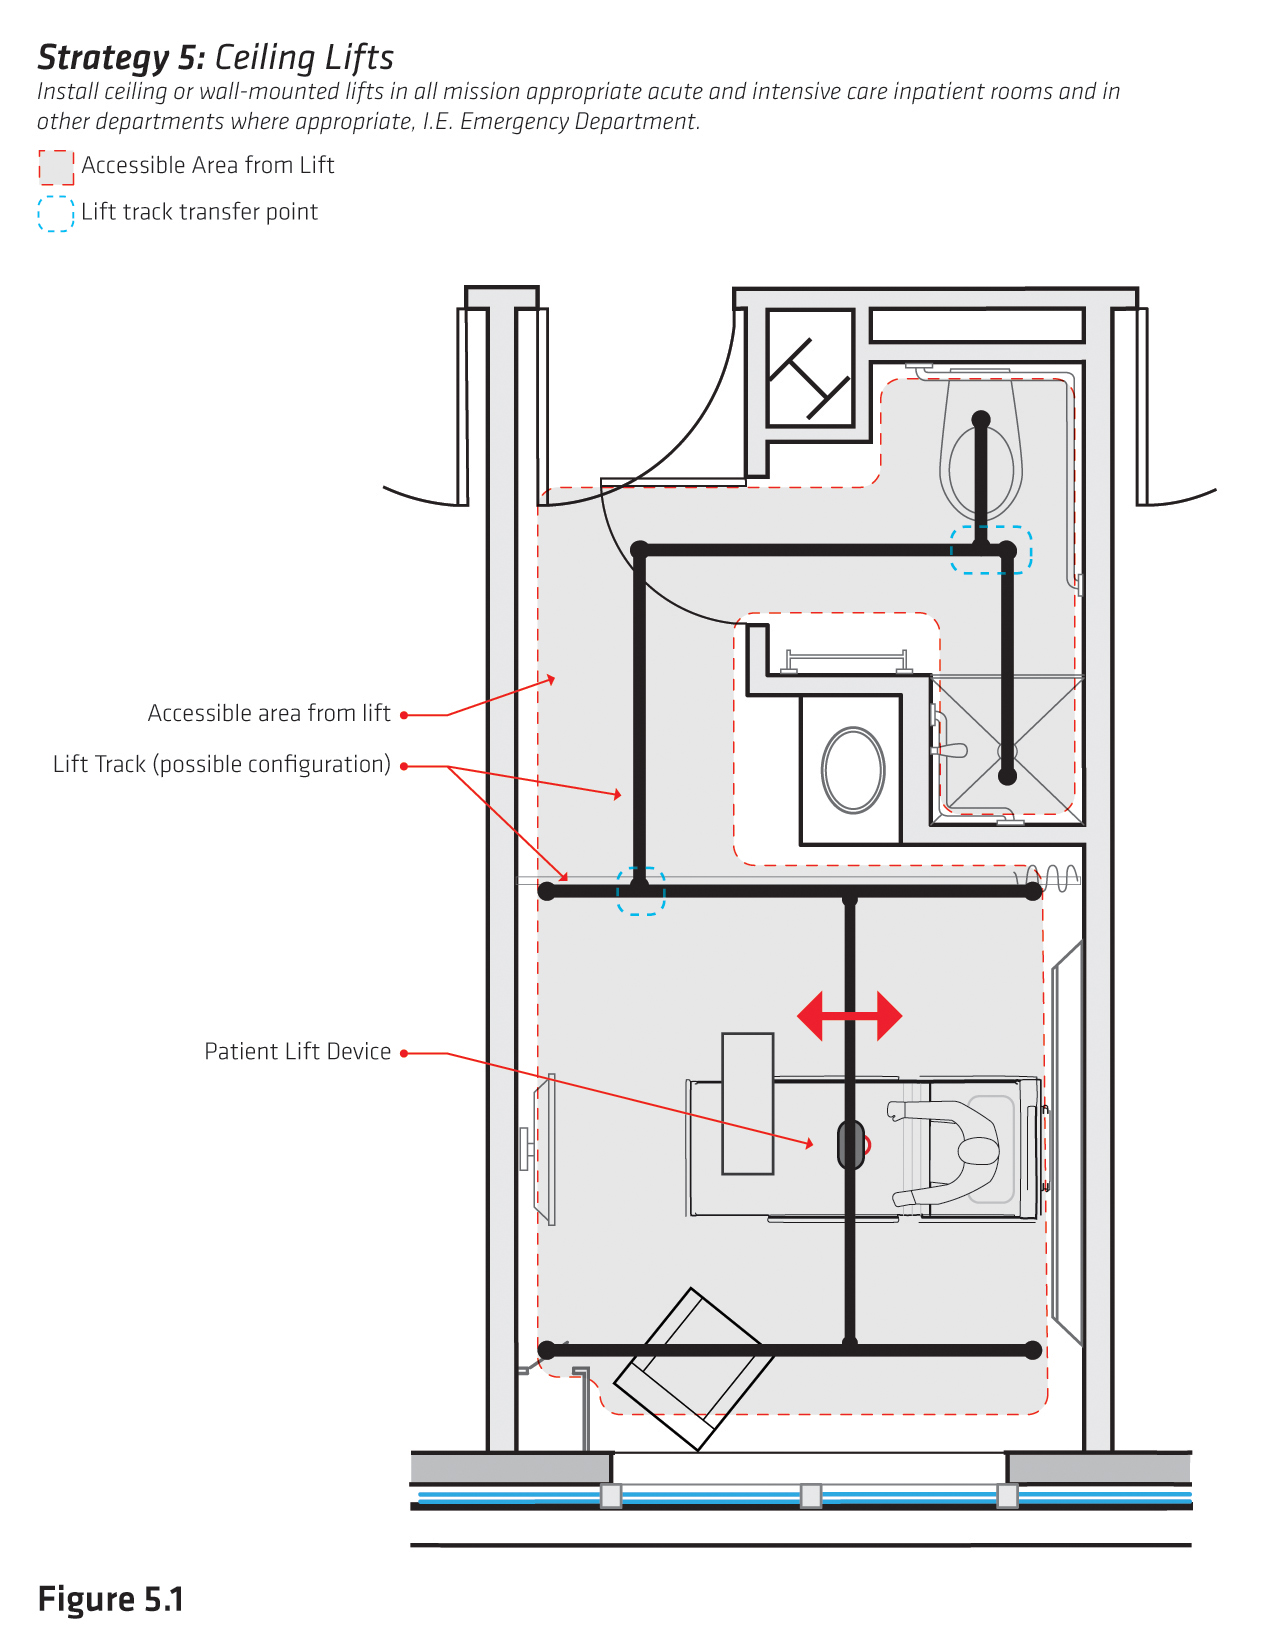 Strategy 5: Ceiling Lifts
Install ceiling or wall-mounted lifts in all mission appropriate acute and intensive care inpatient rooms and in
other departments where appropriate, I.E. Emergency Department.
Accessible Area from Lift
Lift track transfer point
Accessible area from lift
Lift Track (possible configuration)
Patient Lift Device
Figure 5.1